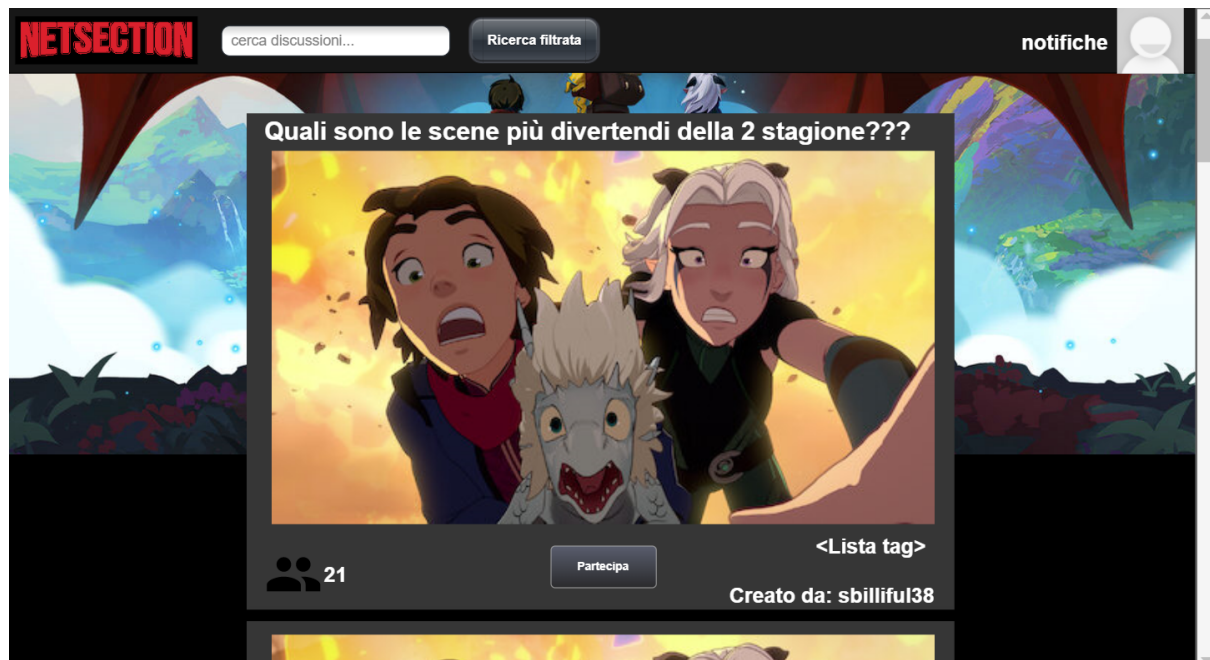 NETSECTION
cerca discussioni...
Ricerca filtrata
notifiche
Quali sono le scene più divertendi della 2 stagione???
<Lista tag>
21
Partecipa
Creato da: sbilliful38